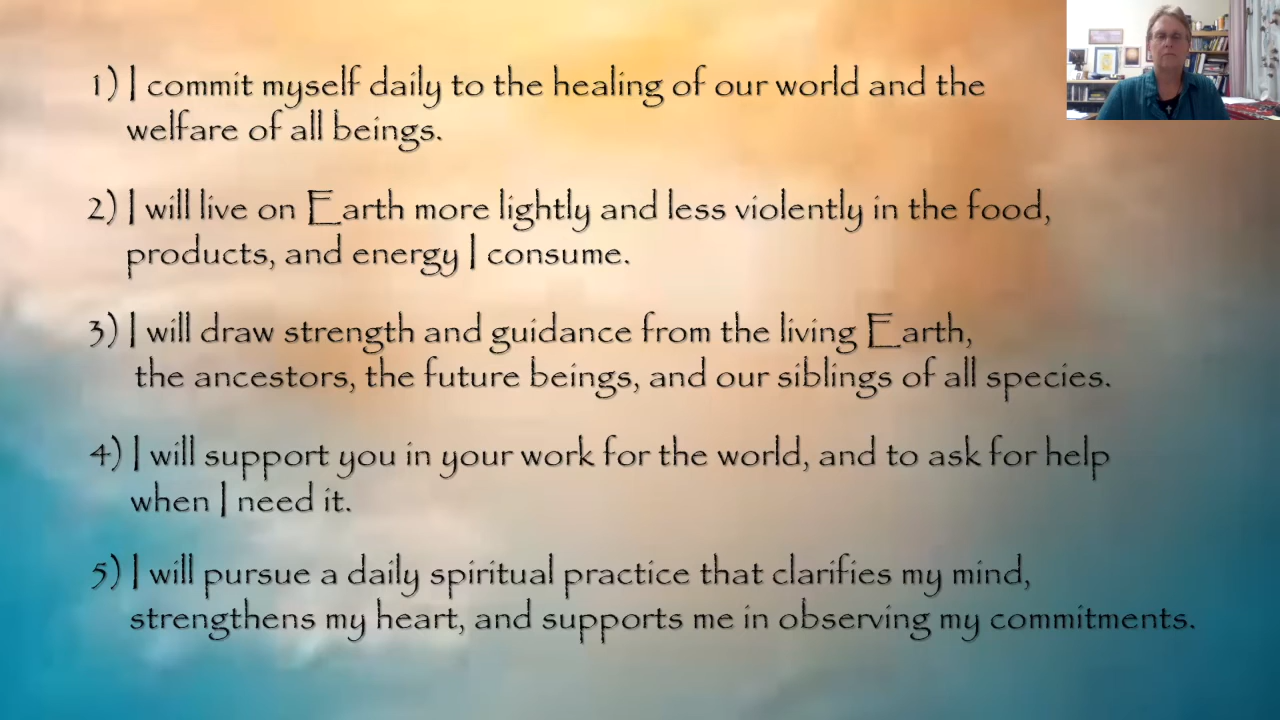 1) I commit myself daily to the healing of our world and the
welfare of all beings.
2) I will live on Earth more lightly and less violently in the food,
products, and energy I consume.
3) I will draw strength and guidance from the living Earth,
the ancestors, the future beings, and our siblings of all species.
4) I will support you in your work for the world, and to ask for help
when I need it.
5) I will pursue a daily spiritual practice that clarifies my mind,
strengthens my heart, and supports me in observing my commitments.